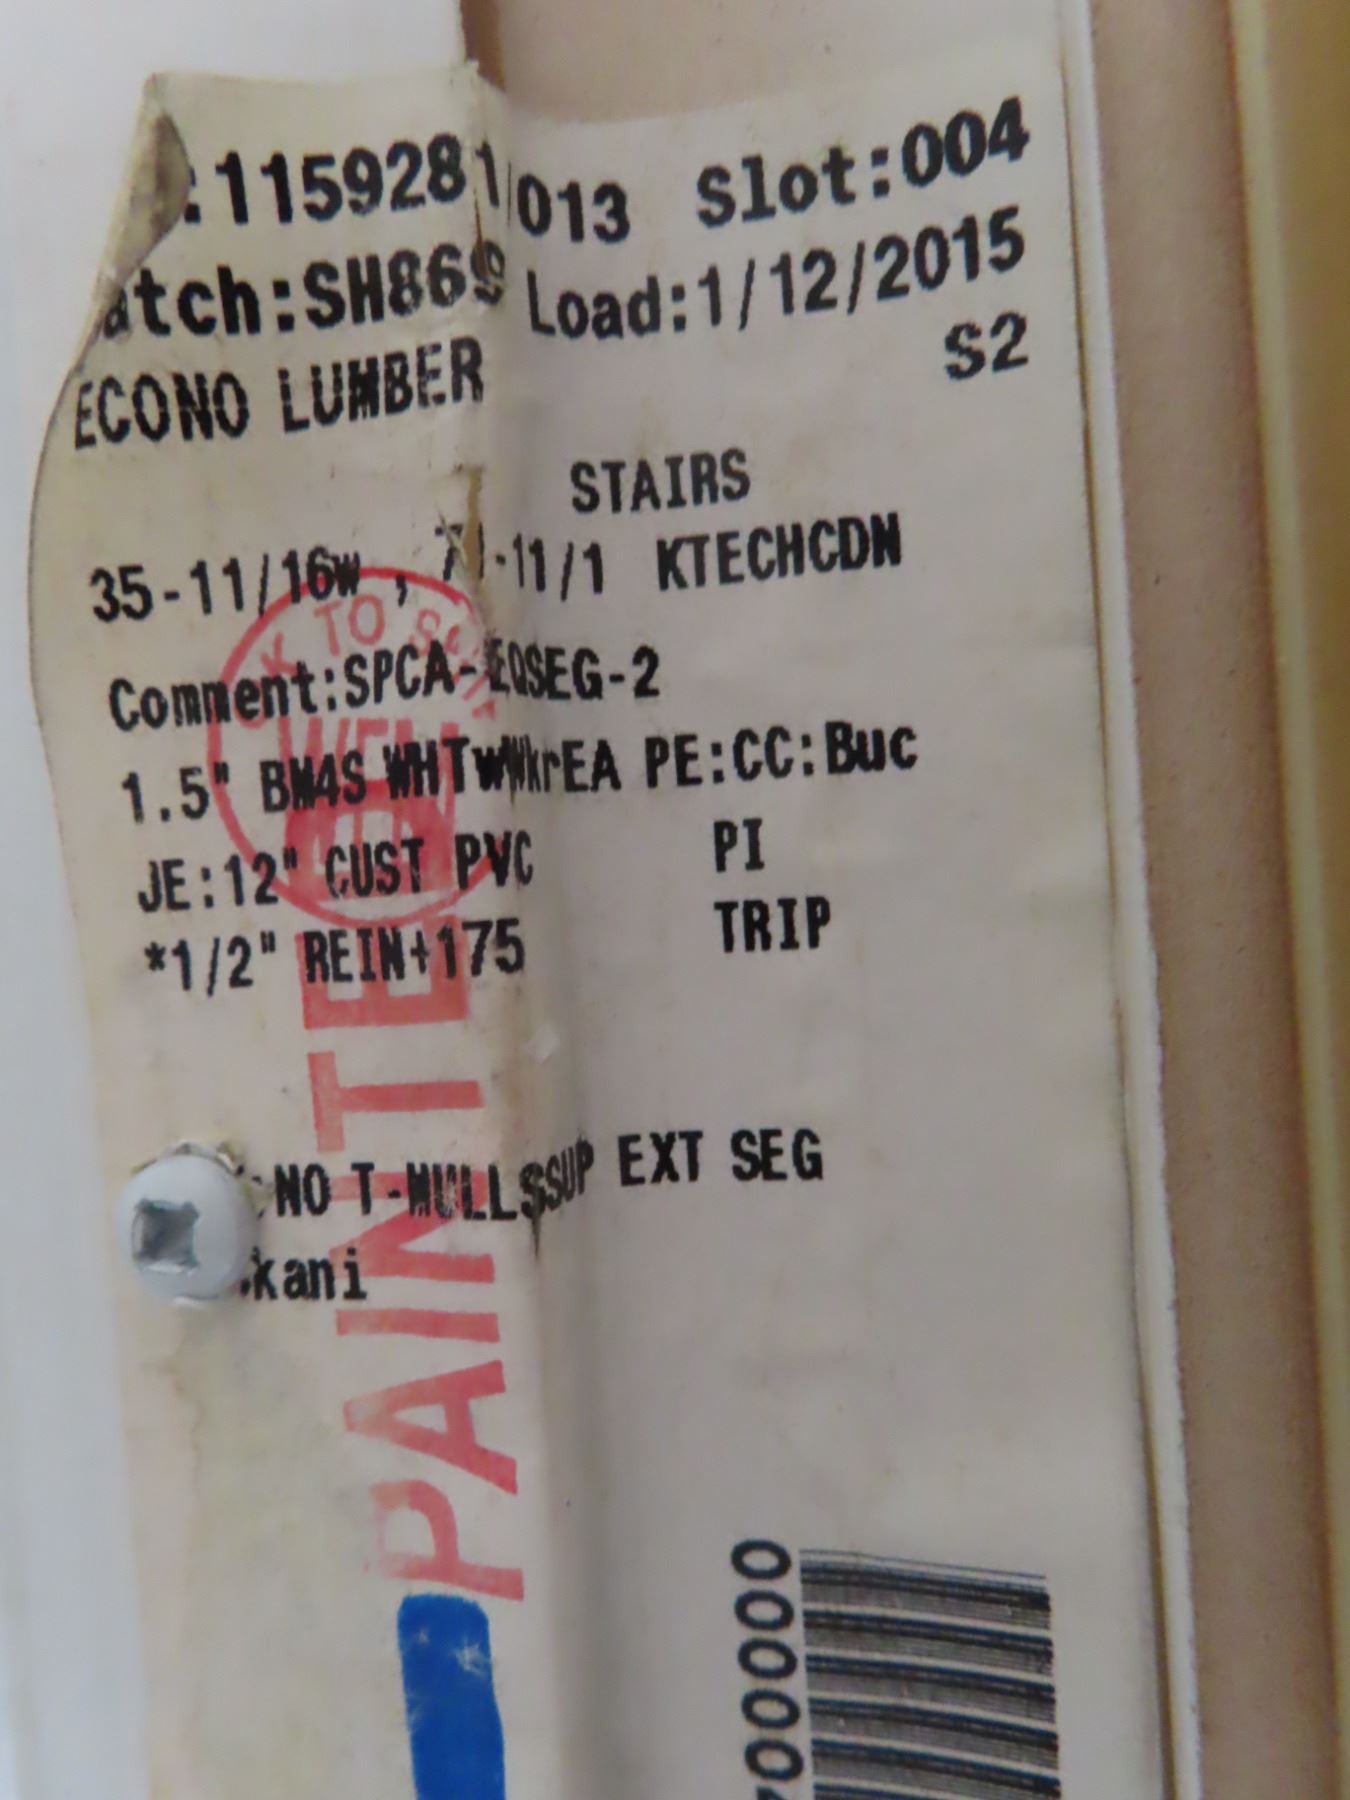 :1159281/013 Slot:004
atch:SH869 Load:1/12/2015
ECONO LUMBER S2
STAIRS
35-11/16w , -11/1 KTECHCDN
Comment:SPCA-EQSEG-2
1.5" BM4S WHTwWkrEA PE:CC:Buc
JE:12" CUST PVC PI
*1/2" REIN+175 TRIP
NO T-MULLSSUP EXT SEG
kani
TO
PAINTE
00000